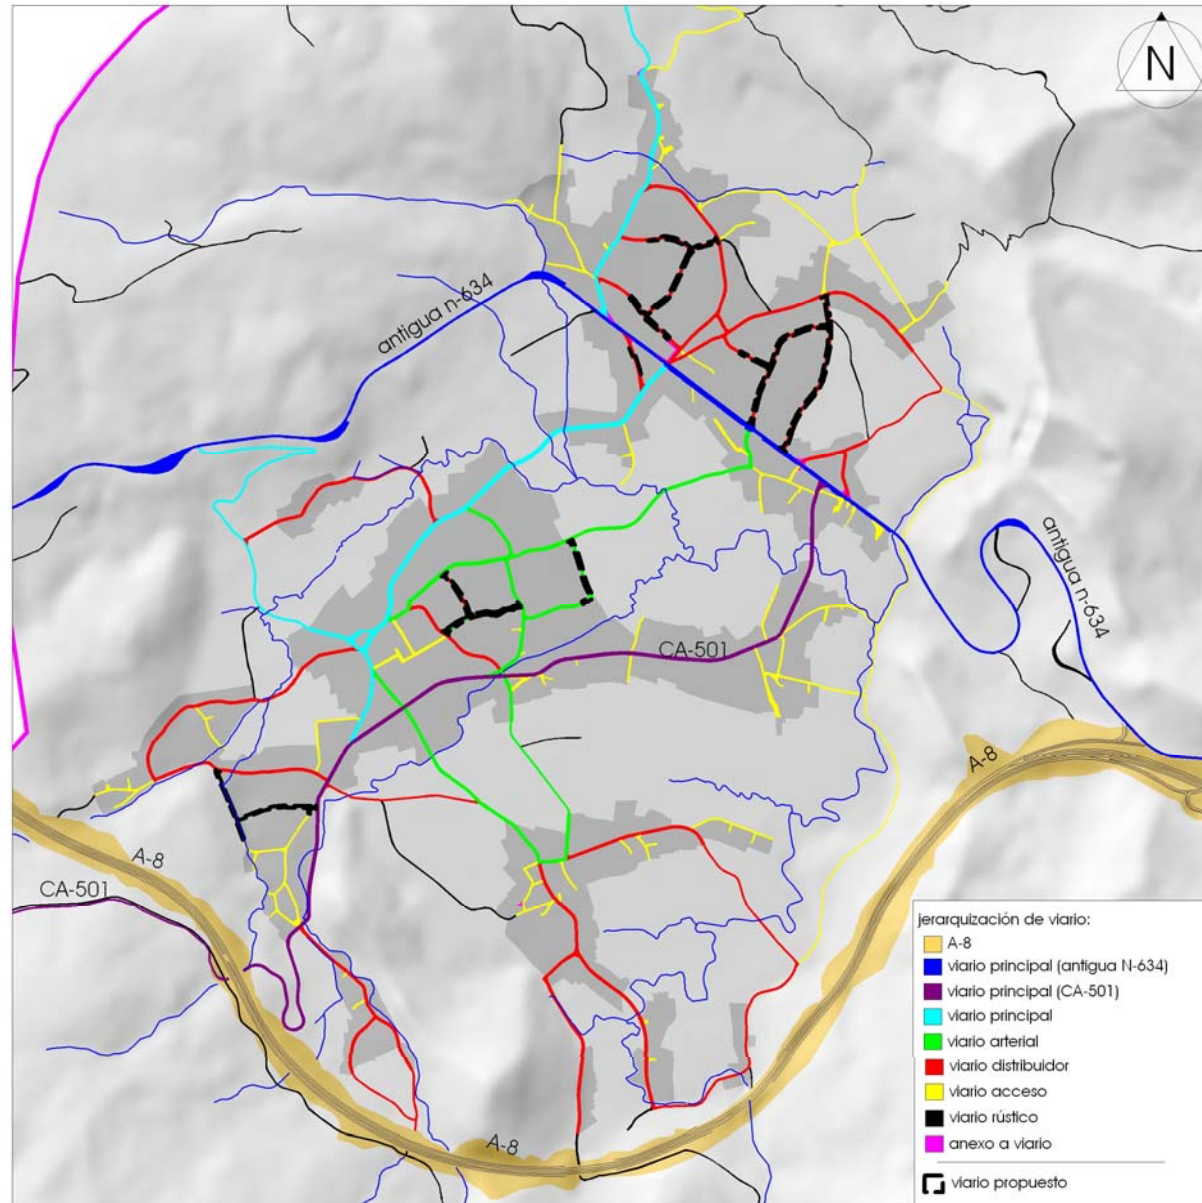 N
antigua n-634
antigua n-634
CA-501
A-8
A-8
CA-501
A-8
jerarquización de viario:
A-8
viario principal (antigua N-634)
viario principal (CA-501)
viario principal
viario arterial
viario distribuidor
viario acceso
viario rústico
anexo a viario
viario propuesto